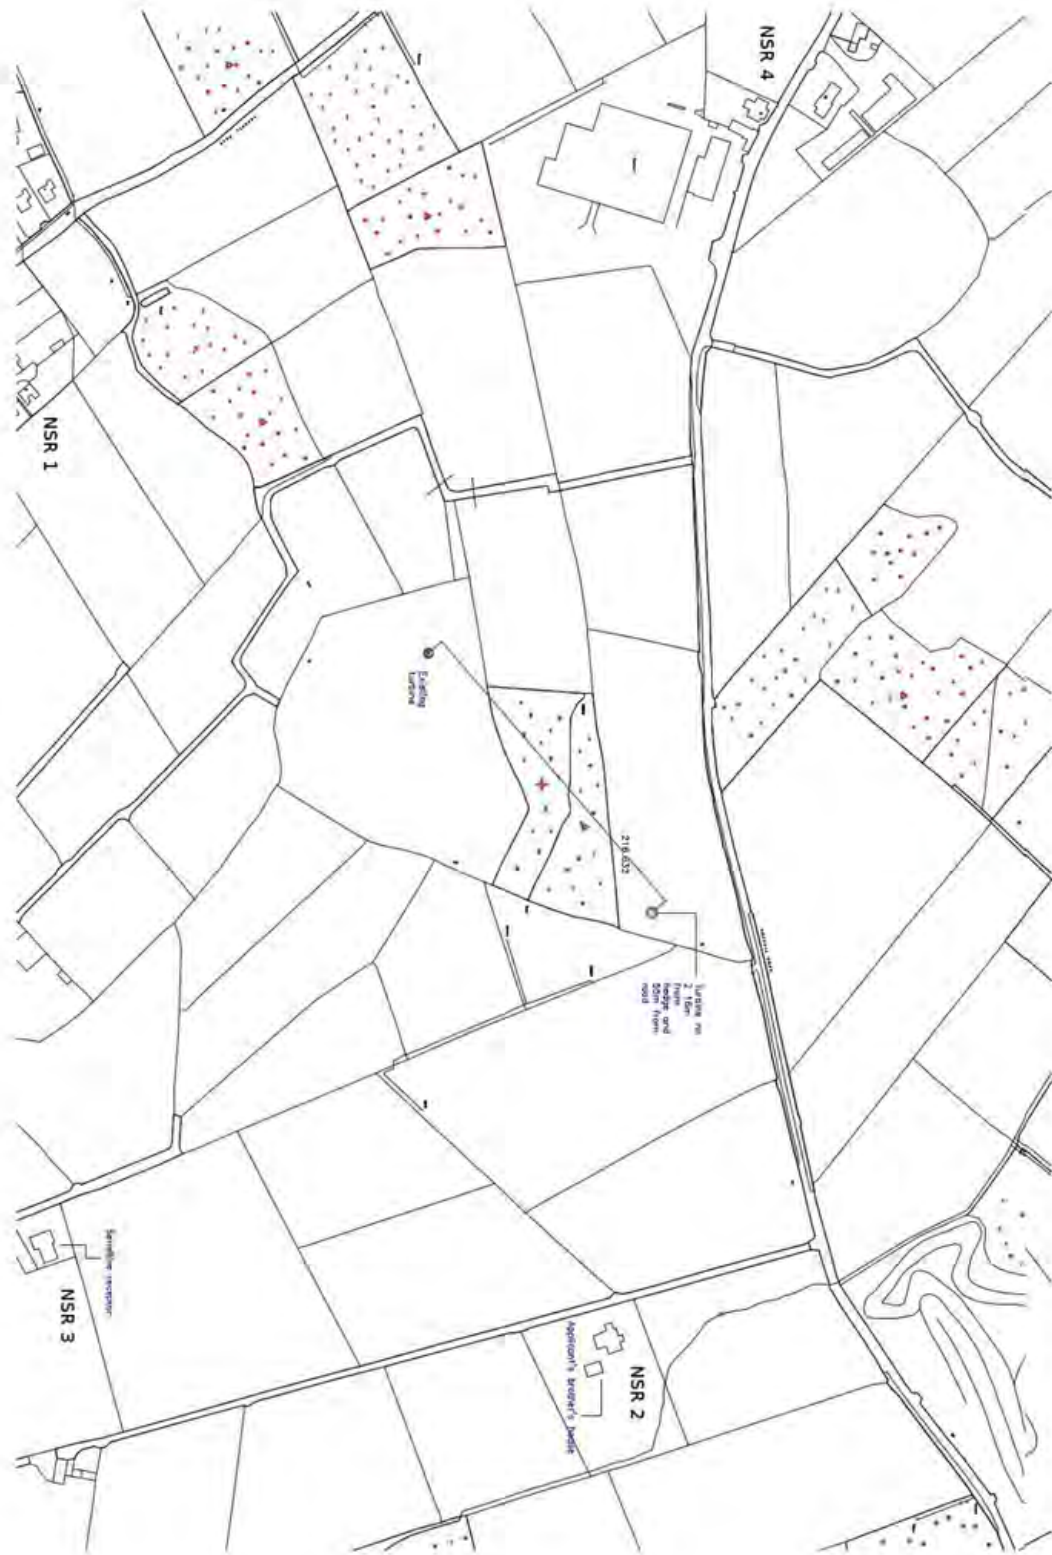 NSR 4
NSR 1
Existing
turbine
216.632
Turbine no
2 16m
from
hedge and
50m from
road
Sensitive receptor
NSR 3
NSR 2
Applicant's brother's